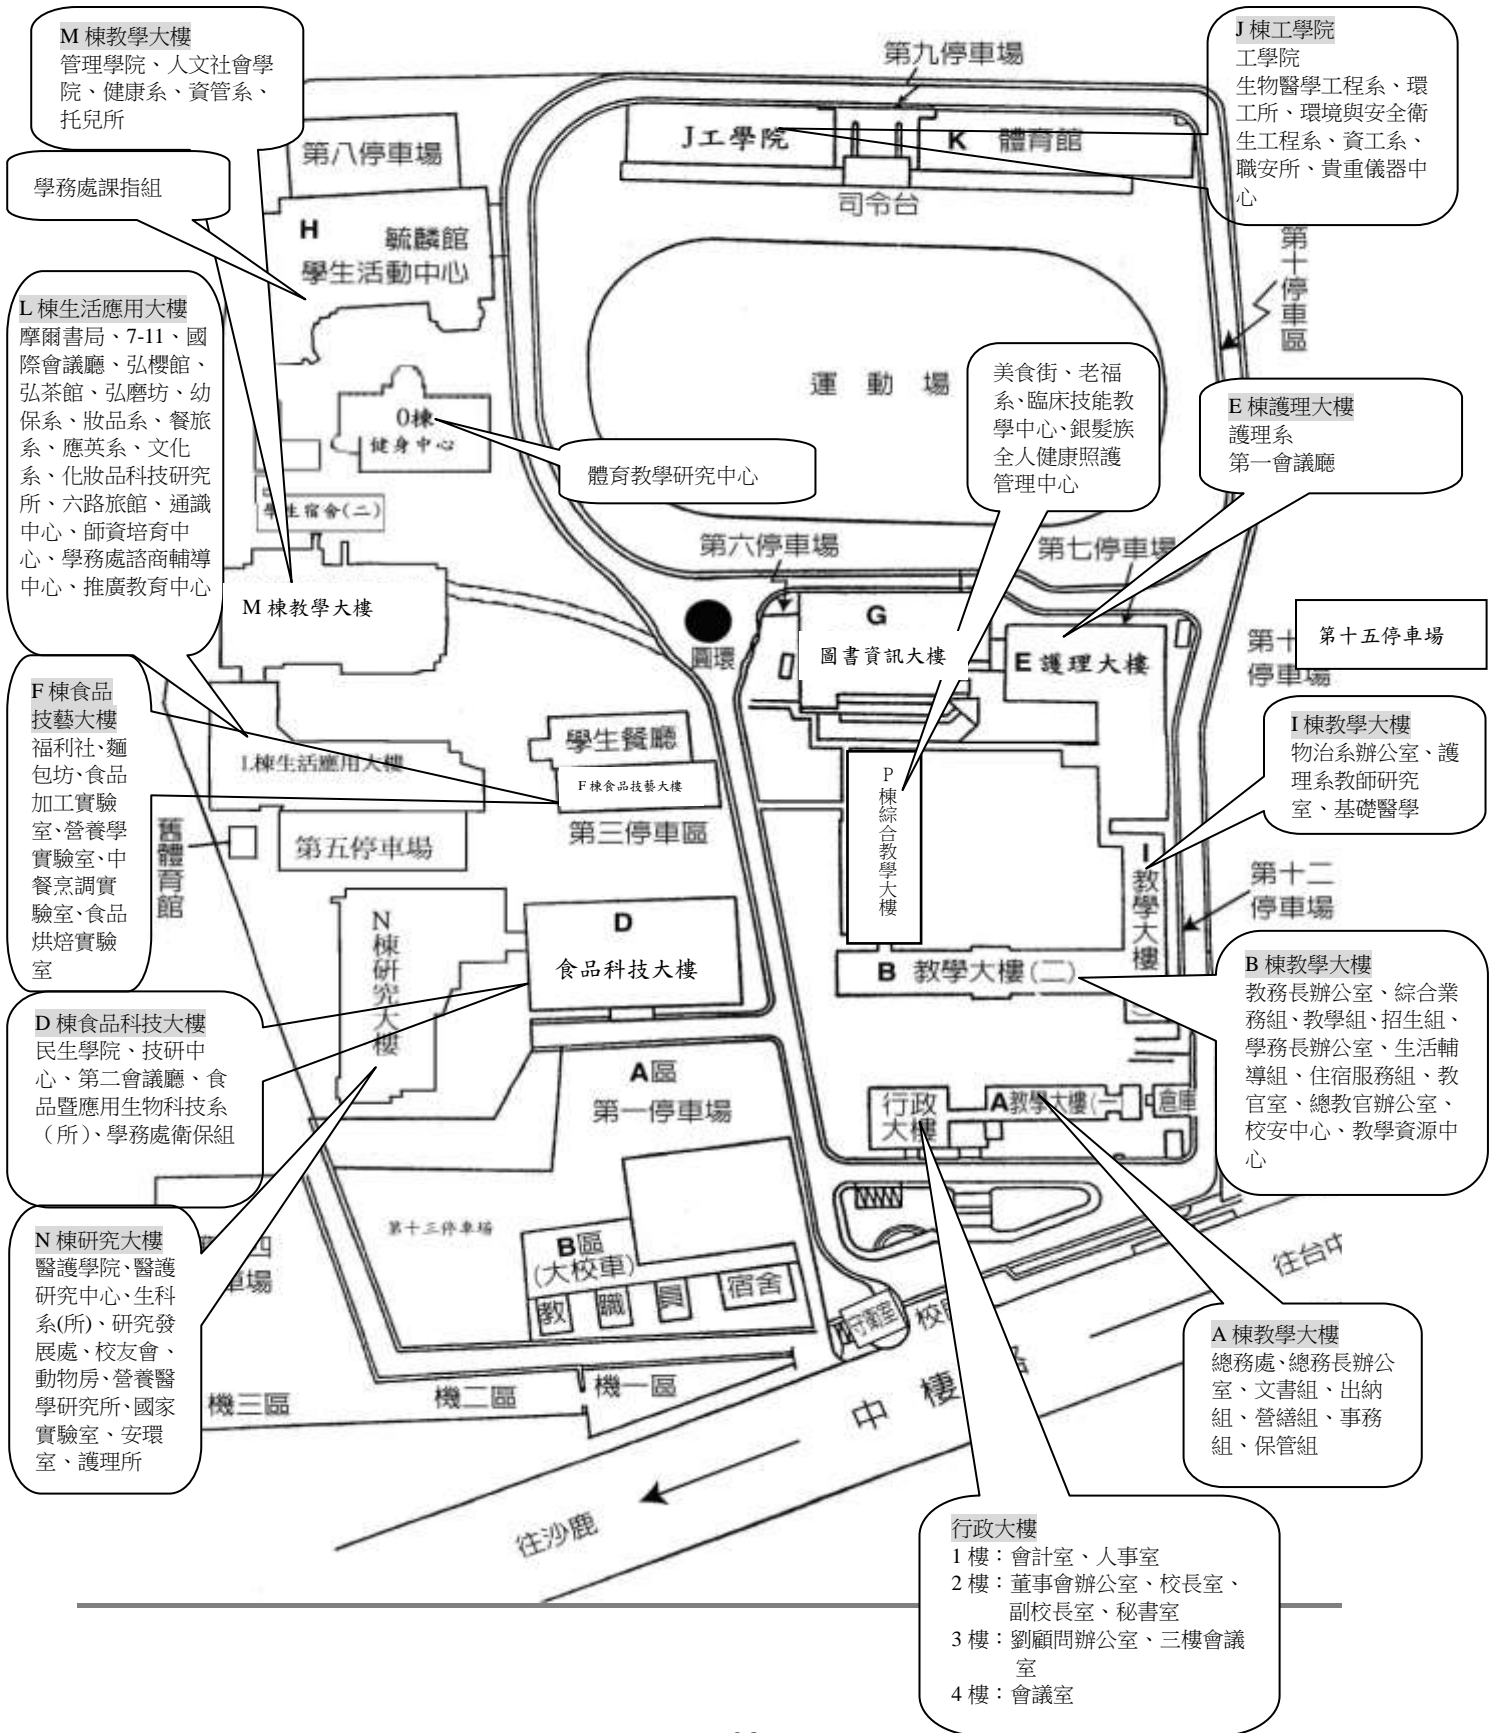 M 棟教學大樓
管理學院、人文社會學
院、健康系、資管系、
托兒所
學務處課指組
L 棟生活應用大樓
摩爾書局、7-11、國
際會議廳、弘櫻館、
弘茶館、弘磨坊、幼
保系、妝品系、餐旅
系、應英系、文化
系、化妝品科技研究
所、六路旅館、通識
中心、師資培育中
心、學務處諮商輔導
中心、推廣教育中心
F 棟食品
技藝大樓
福利社、麵
包坊、食品
加工實驗
室、營養學
實驗室、中
餐烹調實
驗室、食品
烘焙實驗
室
D 棟食品科技大樓
民生學院、技研中
心、第二會議廳、食
品暨應用生物科技系
（所）、學務處衛保組
N 棟研究大樓
醫護學院、醫護
研究中心、生科
系(所)、研究發
展處、校友會、
動物房、營養醫
學研究所、國家
實驗室、安環
室、護理所
J 棟工學院
工學院
生物醫學工程系、環
工所、環境與安全衛
生工程系、資工系、
職安所、貴重儀器中
心
美食街、老福
系、臨床技能教
學中心、銀髮族
全人健康照護
管理中心
E 棟護理大樓
護理系
第一會議廳
體育教學研究中心
I 棟教學大樓
物治系辦公室、護
理系教師研究
室、基礎醫學
B 棟教學大樓
教務長辦公室、綜合業
務組、教學組、招生組、
學務長辦公室、生活輔
導組、住宿服務組、教
官室、總教官辦公室、
校安中心、教學資源中
心
A 棟教學大樓
總務處、總務長辦公
室、文書組、出納
組、營繕組、事務
組、保管組
行政大樓
1 樓：會計室、人事室
2 樓：董事會辦公室、校長室、
副校長室、秘書室
3 樓：劉顧問辦公室、三樓會議
室
4 樓：會議室
第九停車場
J工學院
K 體育館
司令台
第八停車場
H 毓麟館
學生活動中心
第十停車區
運動場
O棟
健身中心
生宿舍(二)
第六停車場
第七停車場
M 棟教學大樓
圓環
G
圖書資訊大樓
E 護理大樓
第十
停車場
第十五停車場
L棟生活應用大樓
學生餐廳
F 棟食品技藝大樓
第三停車區
第五停車場
舊體育館
P棟綜合教學大樓
I 教學大樓
第十二
停車場
N棟研究大樓
D
食品科技大樓
B 教學大樓(二)
A區
第一停車場
行政
大樓
A教學大樓(一
倉庫
第十三停車場
四
車場
B區
(大校車)
教 職 員 宿舍
守衛室
校
往台中
機三區
機二區
機一區
中棲
往沙鹿